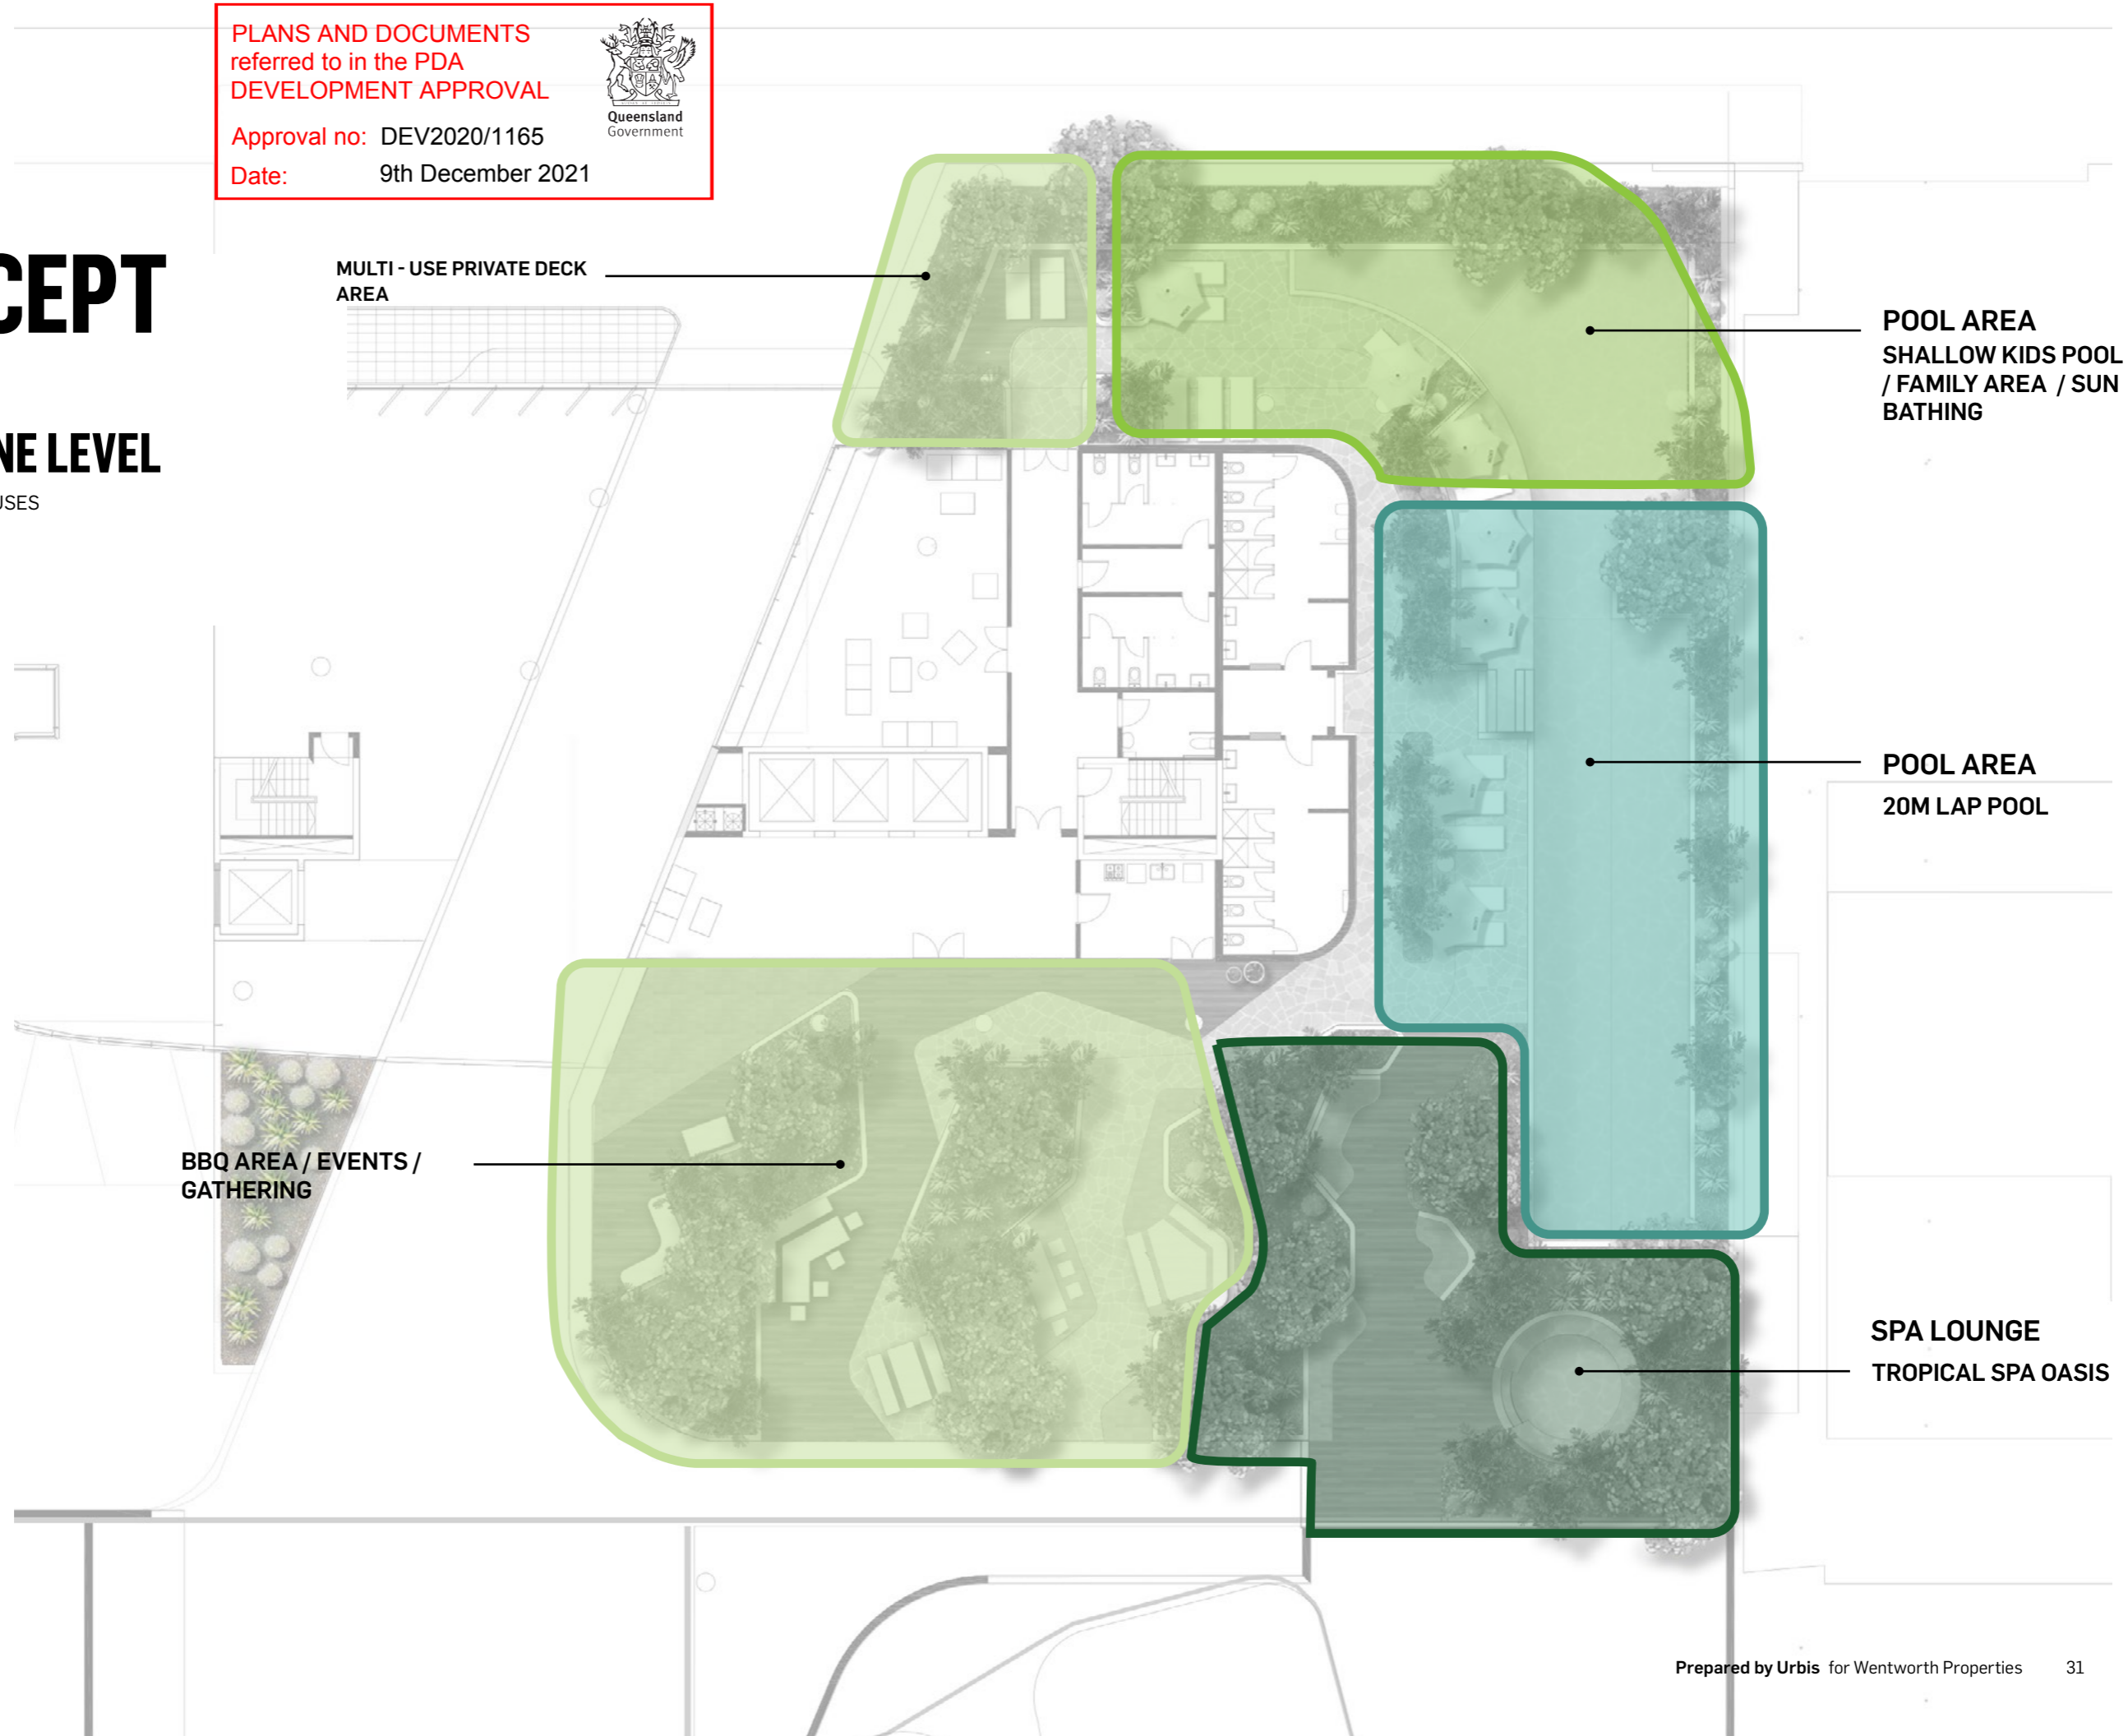 PLANS AND DOCUMENTS
referred to in the PDA
DEVELOPMENT APPROVAL
Approval no: DEV2020/1165
Date: 9th December 2021
Queensland
Government
CEPT
NE LEVEL
USES
MULTI - USE PRIVATE DECK
AREA
POOL AREA
SHALLOW KIDS POOL
/ FAMILY AREA / SUN
BATHING
POOL AREA
20M LAP POOL
BBQ AREA / EVENTS /
GATHERING
SPA LOUNGE
TROPICAL SPA OASIS
Prepared by Urbis for Wentworth Properties 31